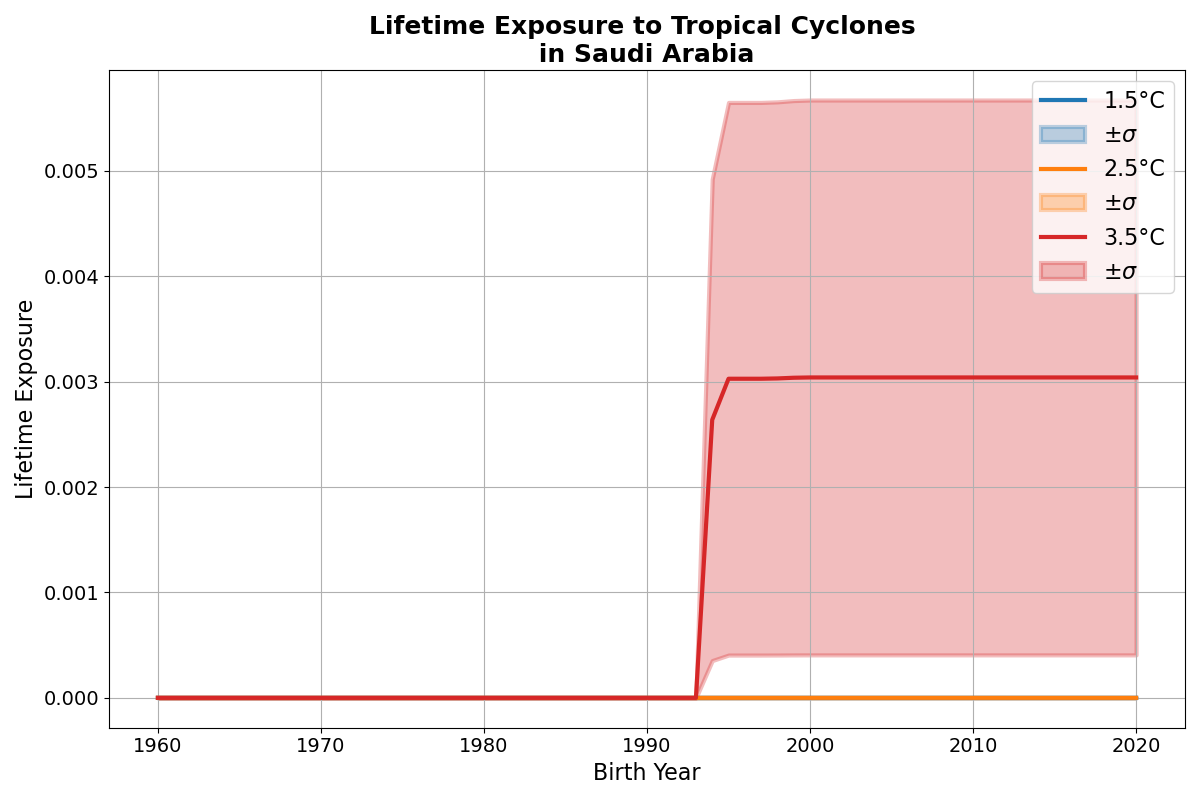 Lifetime Exposure to Tropical Cyclones
in Saudi Arabia
1.5°C
±σ
2.5°C
±σ
3.5°C
±σ
Lifetime Exposure
0.005
0.004
0.003
0.002
0.001
0.000
1960 1970 1980 1990 2000 2010 2020
Birth Year